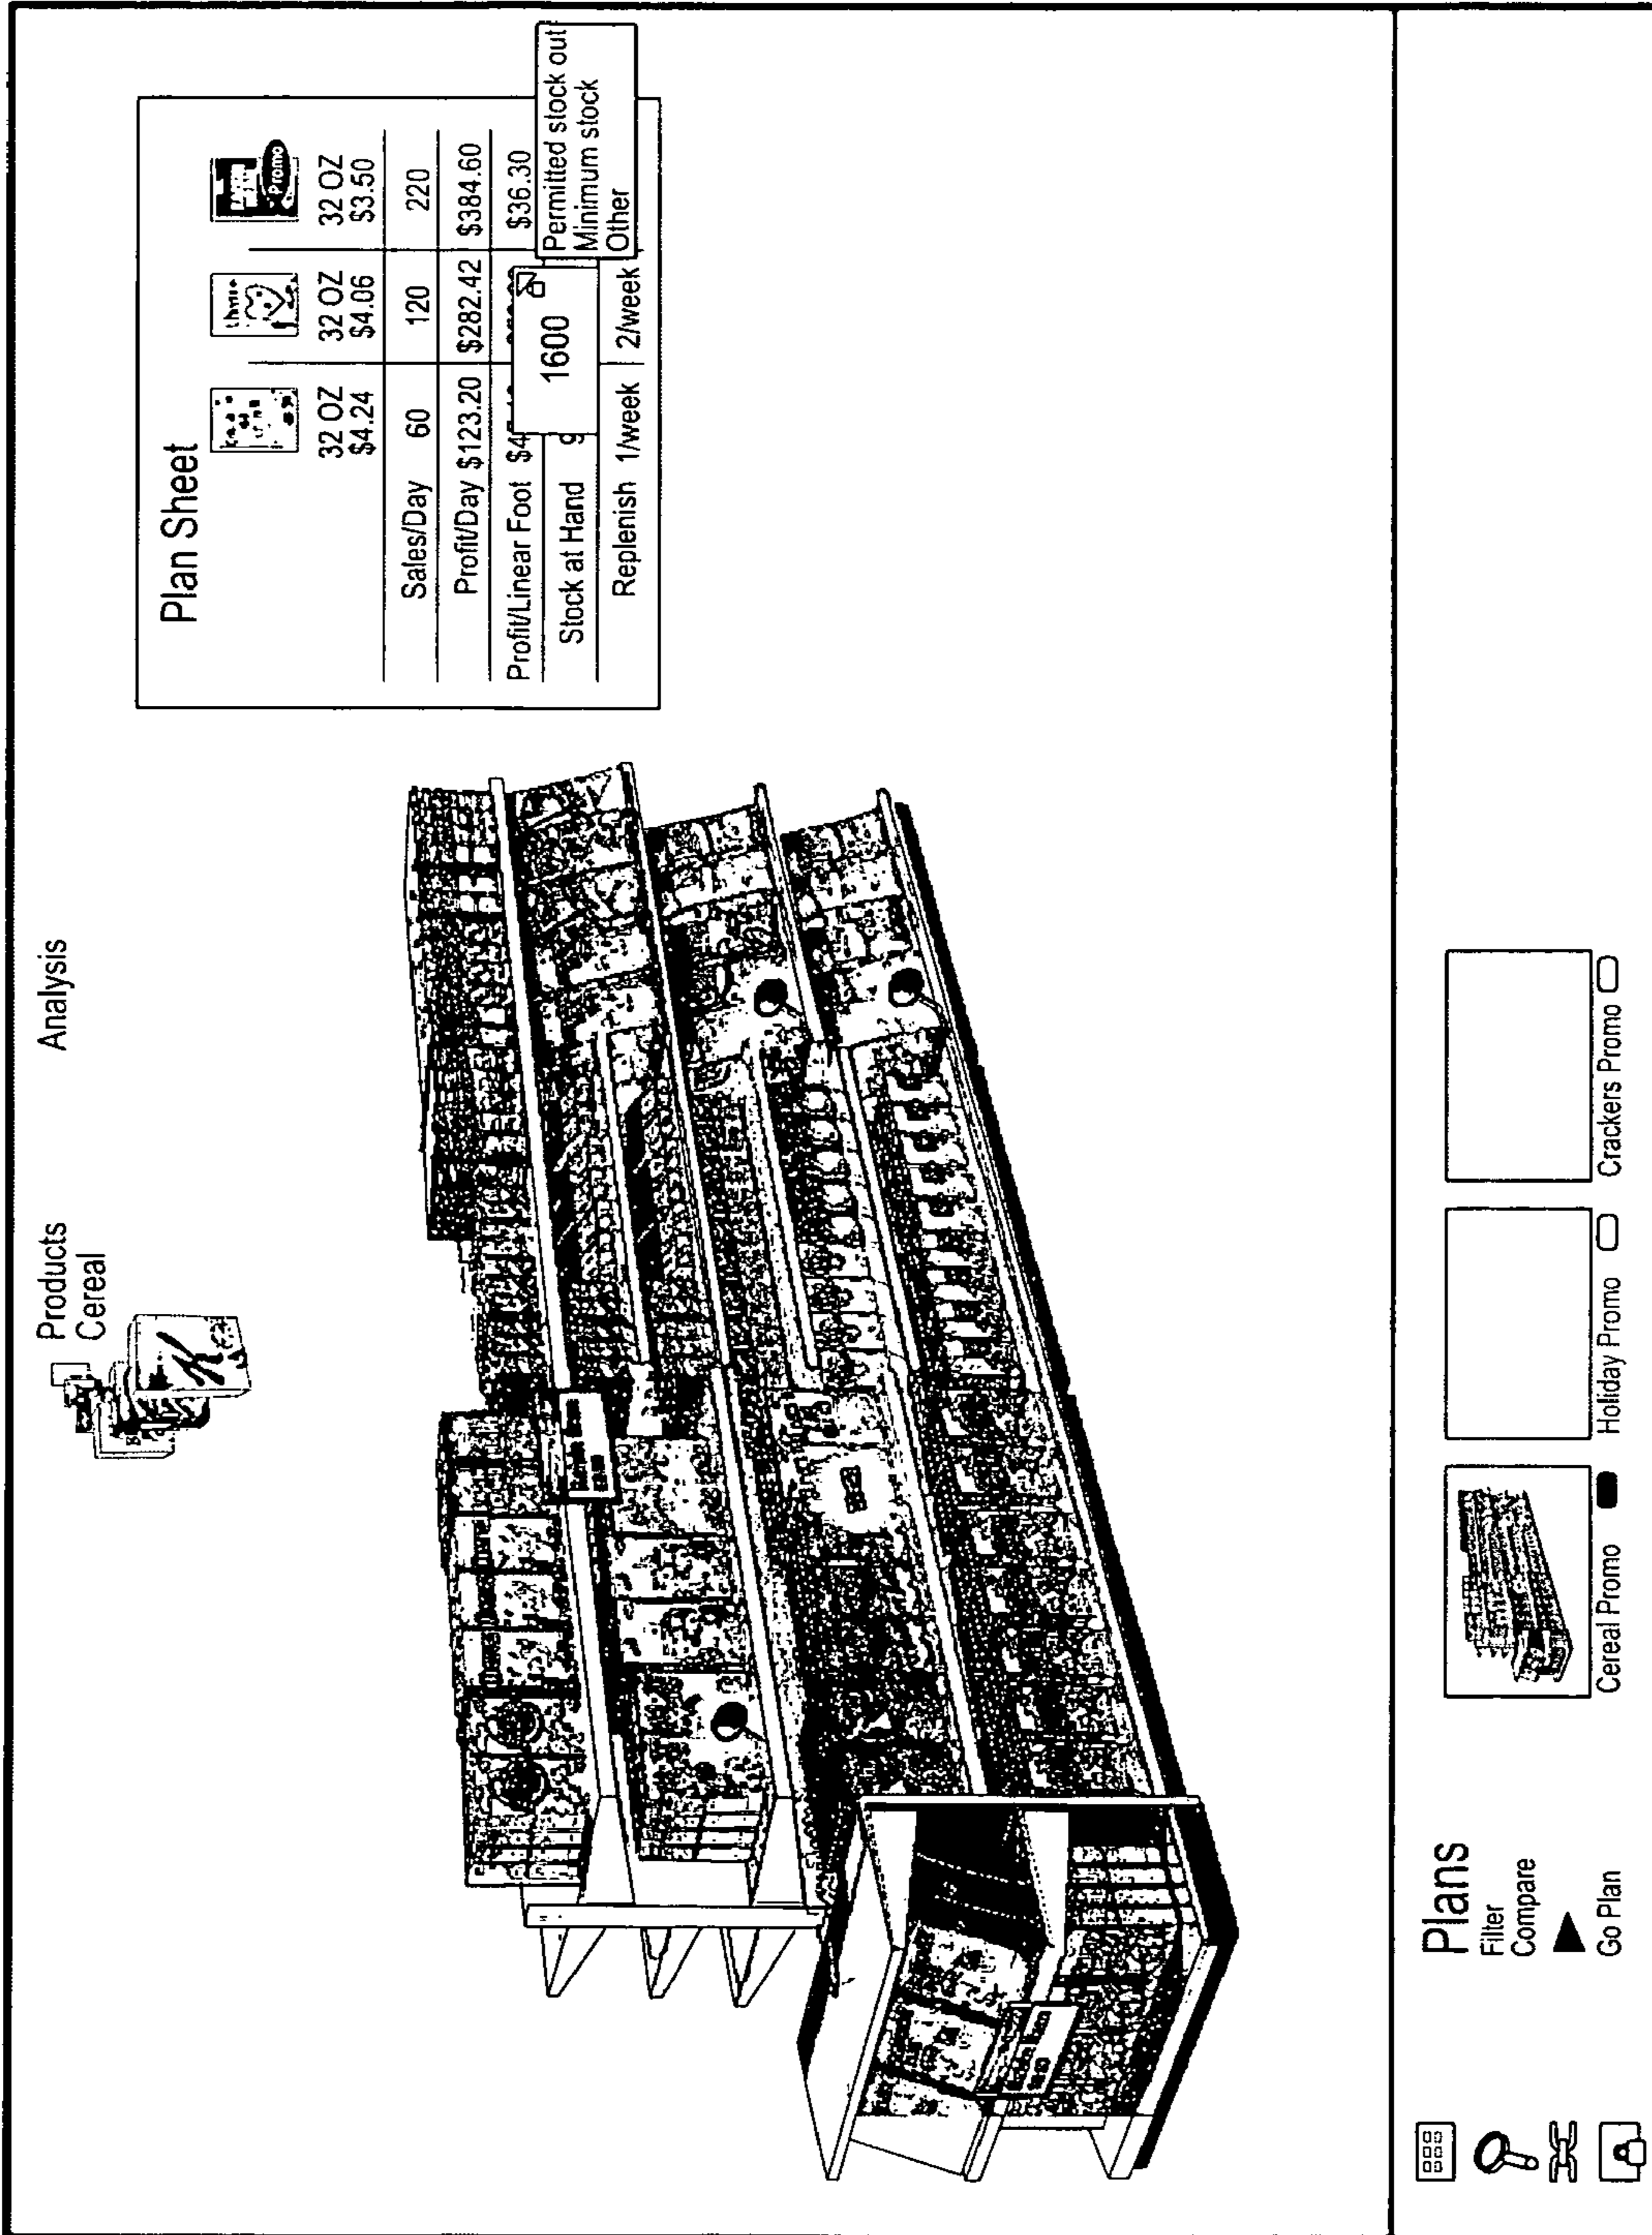 Products
Cereal
Analysis
Plan Sheet
Promo
32 OZ 32 OZ 32 OZ
$4.24 $4.06 $3.50
Sales/Day 60 120 220
Profit/Day $123.20 $282.42 $384.60
Profit/Linear Foot $4 $36.30
Stock at Hand 9 1600
Permitted stock out
Minimum stock
Other
Replenish 1/week 2/week
Plans
Filter
Compare
Go Plan
Cereal Promo
Holiday Promo
Crackers Promo